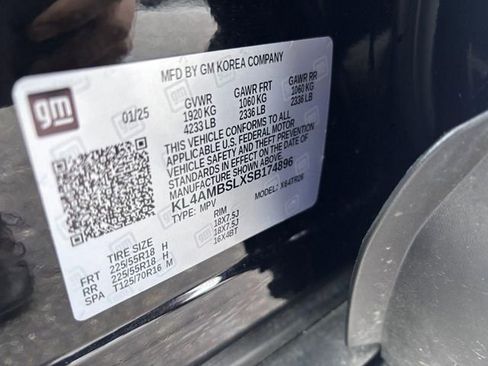 MFD BY GM KOREA COMPANY
gm
01/25 GVWR GAWR FRT GAWR RR
1920 KG 1060 KG 1060 KG
4233 LB 2336 LB 2336 LB
THIS VEHICLE CONFORMS TO ALL
APPLICABLE U.S. FEDERAL MOTOR
VEHICLE SAFETY AND THEFT PREVENTION
STANDARDS IN EFFECT ON THE DATE OF
MANUFACTURE SHOWN ABOVE.
KL4AMBSLXSB174896
TYPE: MPV MODEL:
TIRE SIZE RIM
FRT 225/55R18 H 18X7.5J
RR 225/55R18 H 18X7.5J
SPA T125/70R16 M 16X4BT